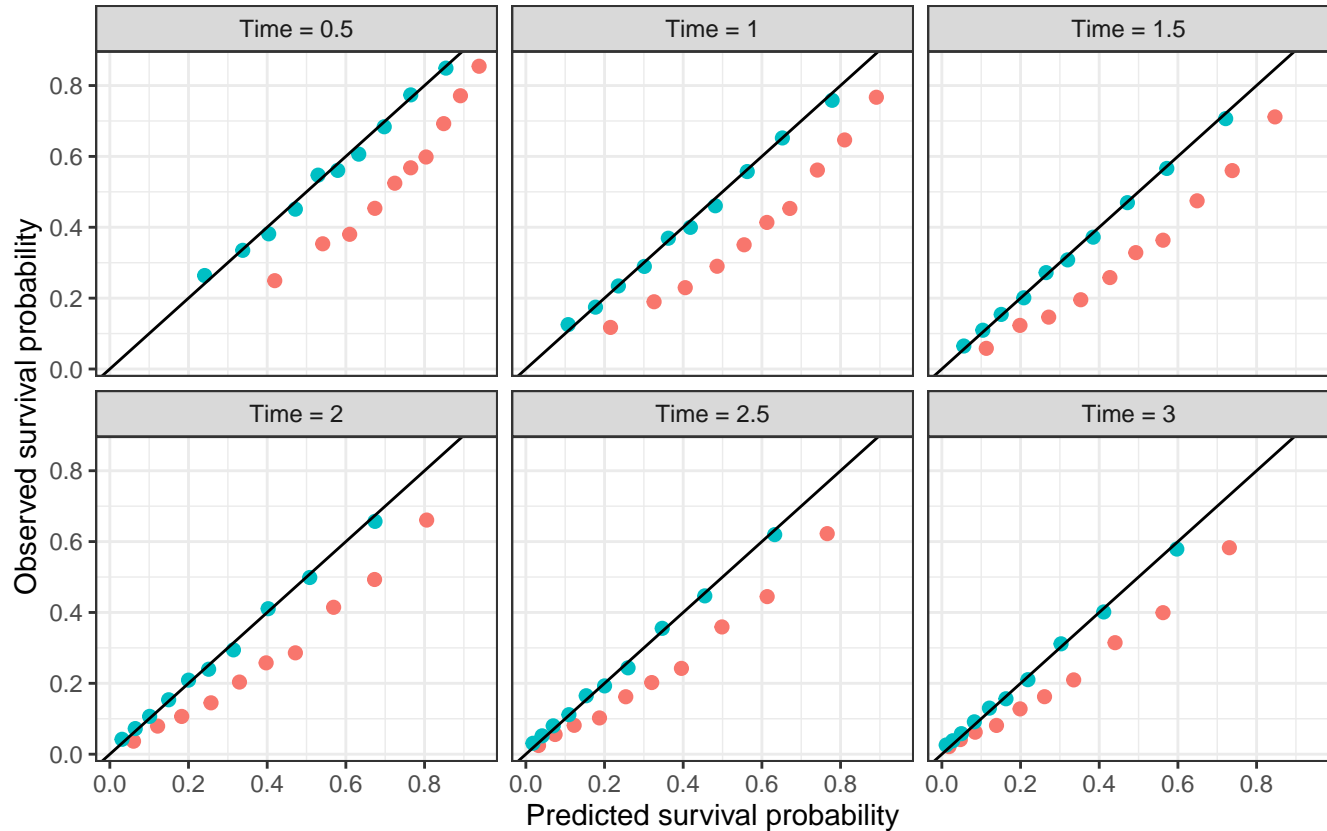 Time = 0.5
Time = 1
Time = 1.5
0.8
0.6
0.4
0.2
0.0
Time = 2
Time = 2.5
Time = 3
0.8
0.6
0.4
0.2
0.0
0.0 0.2 0.4 0.6 0.8
0.0 0.2 0.4 0.6 0.8
0.0 0.2 0.4 0.6 0.8
Observed survival probability
Predicted survival probability